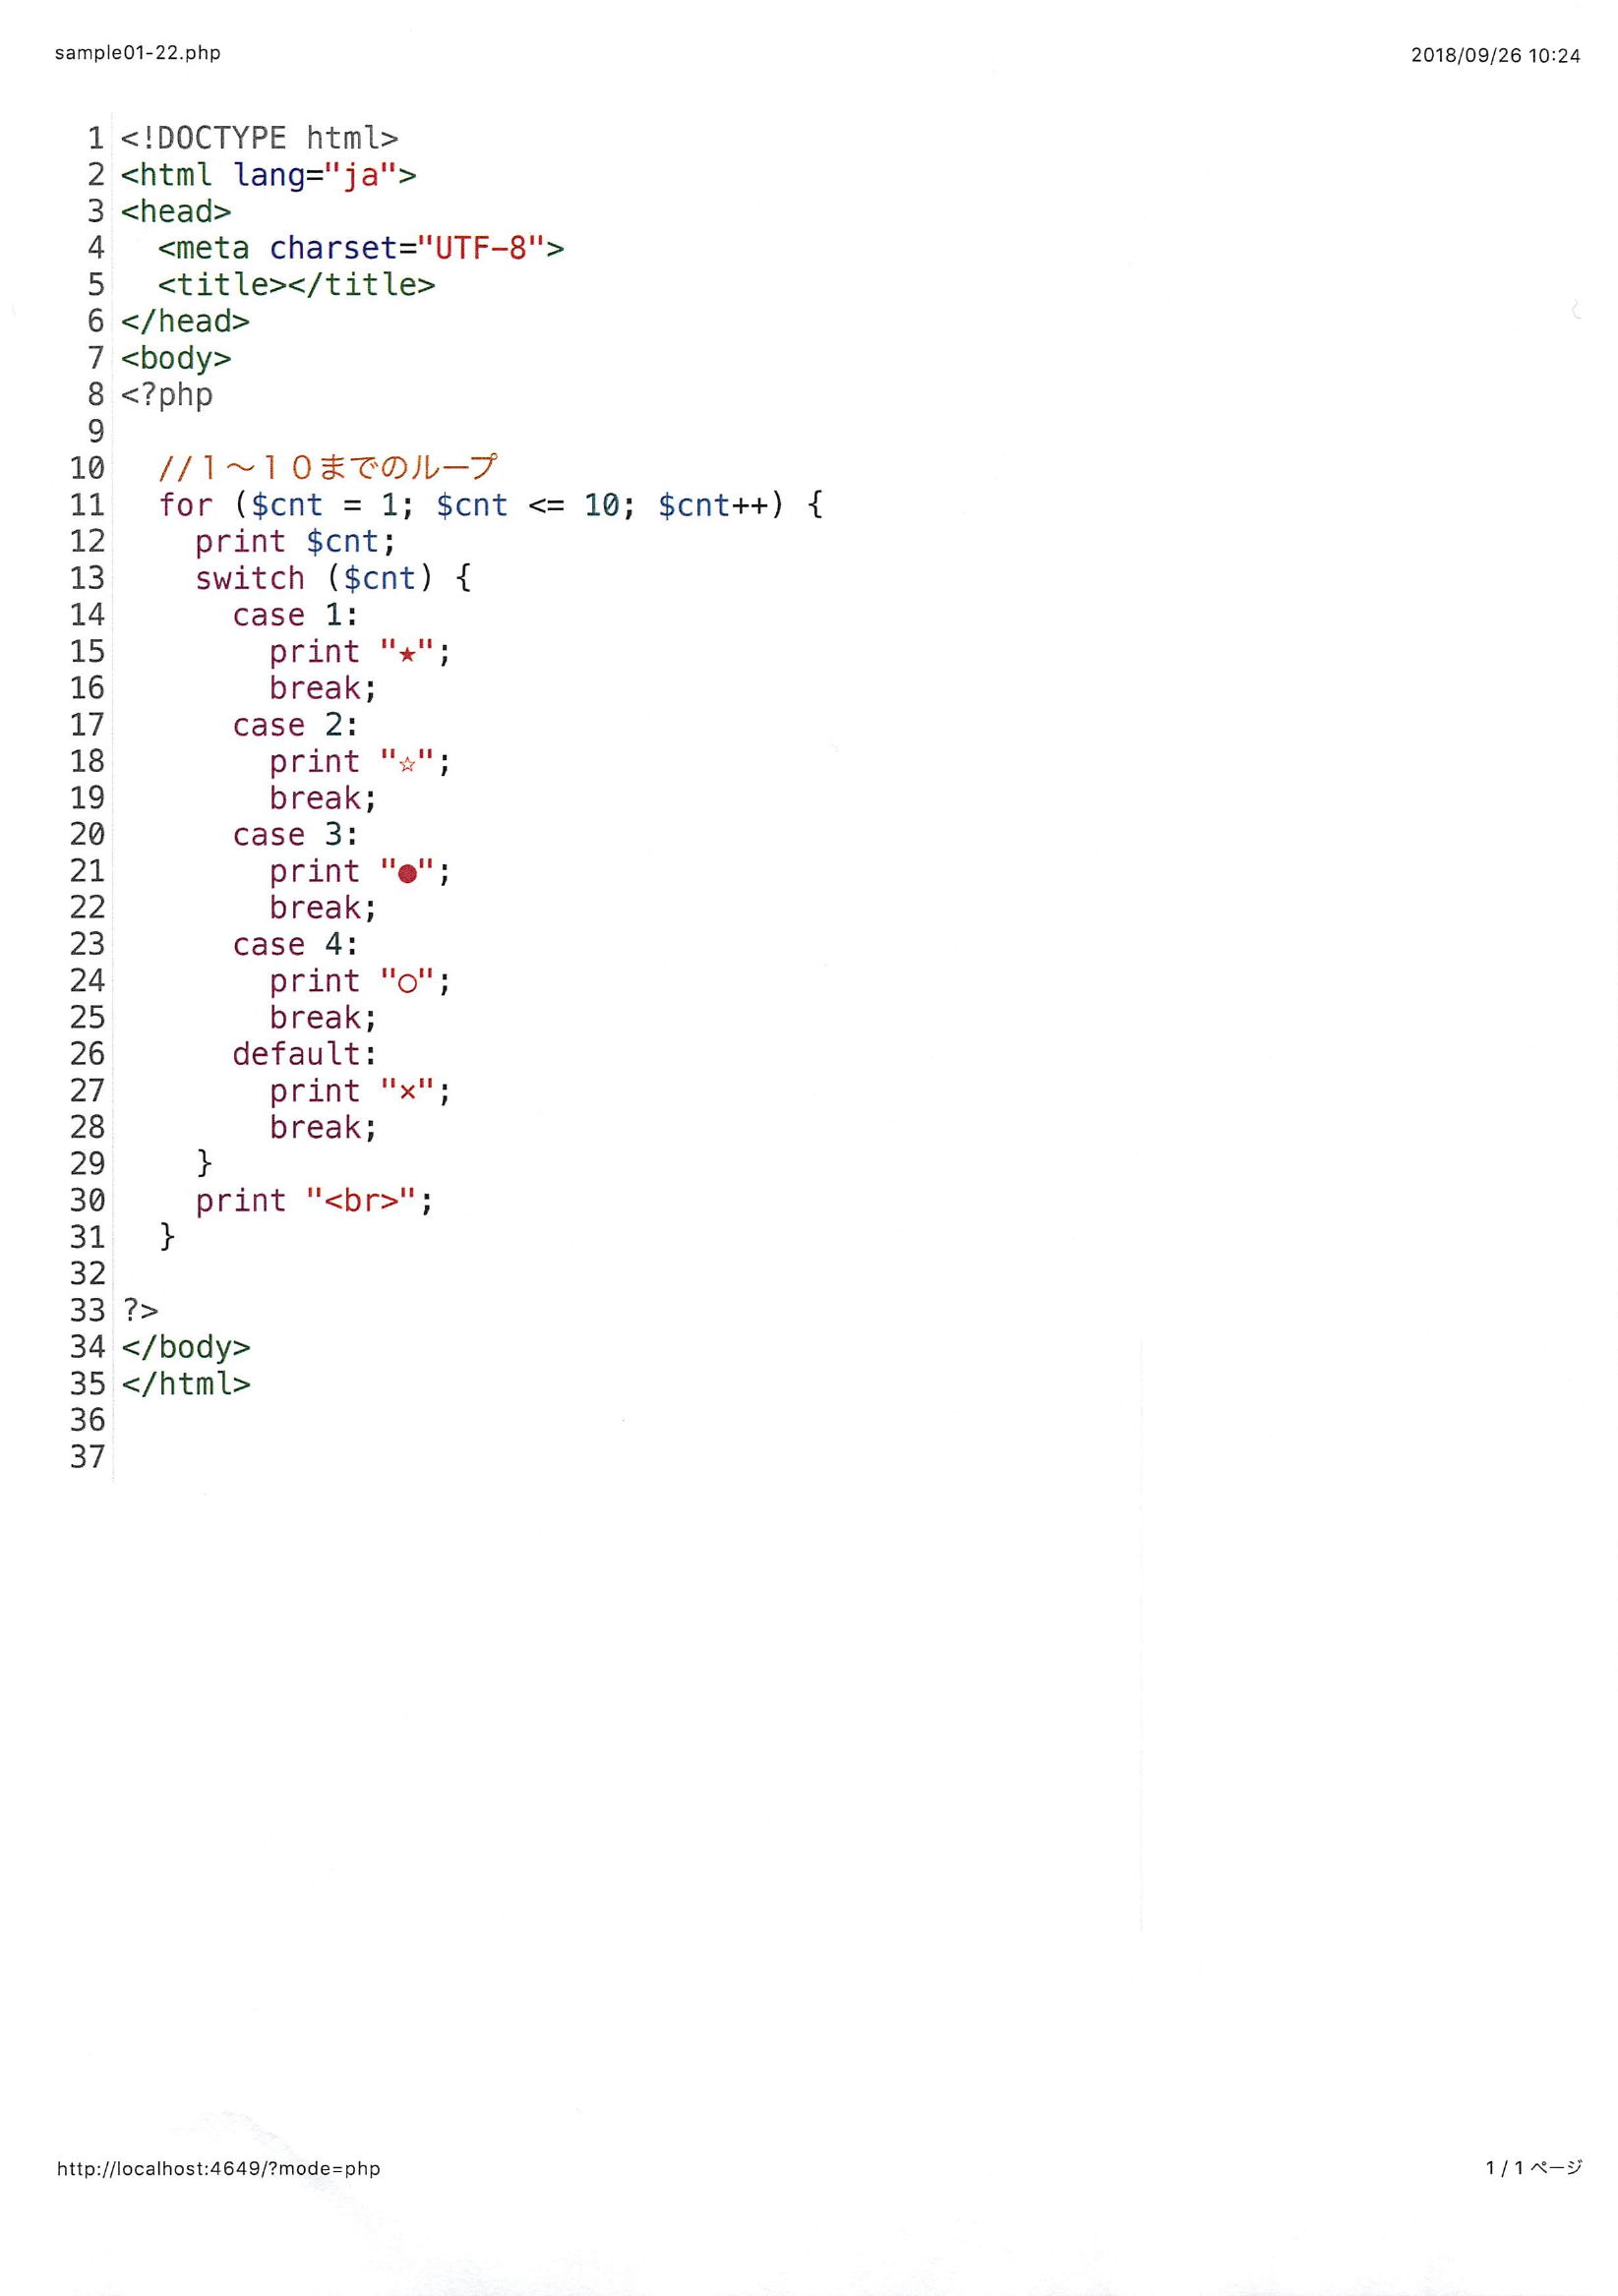 sample01-22.php 2018/09/26 10:24
1 <!DOCTYPE html>
2 <html lang="ja">
3 <head>
4   <meta charset="UTF-8">
5   <title></title>
6 </head>
7 <body>
8 <?php
9
10   //１～１０までのループ
11   for ($cnt = 1; $cnt <= 10; $cnt++) {
12     print $cnt;
13     switch ($cnt) {
14       case 1:
15         print "★";
16         break;
17       case 2:
18         print "☆";
19         break;
20       case 3:
21         print "●";
22         break;
23       case 4:
24         print "○";
25         break;
26       default:
27         print "×";
28         break;
29     }
30     print "<br>";
31   }
32
33 ?>
34 </body>
35 </html>
36
37
http://localhost:4649/?mode=php 1 / 1 ページ